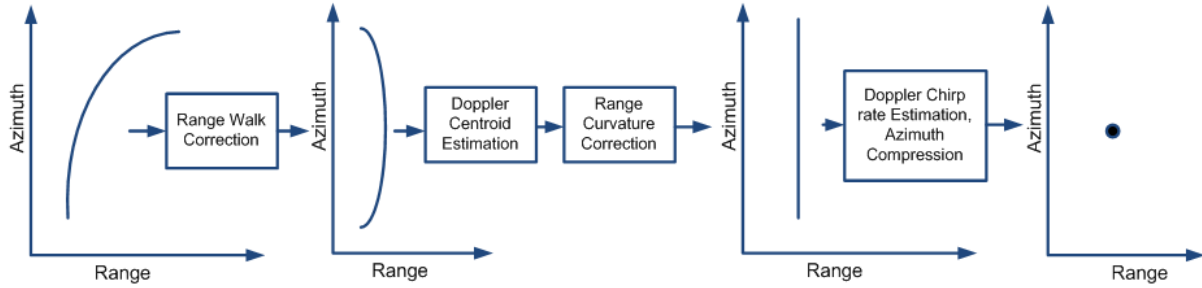 Azimuth
Range
Range Walk
Correction
Azimuth
Range
Doppler
Centroid
Estimation
Range
Curvature
Correction
Azimuth
Range
Doppler Chirp
rate Estimation,
Azimuth
Compression
Azimuth
Range